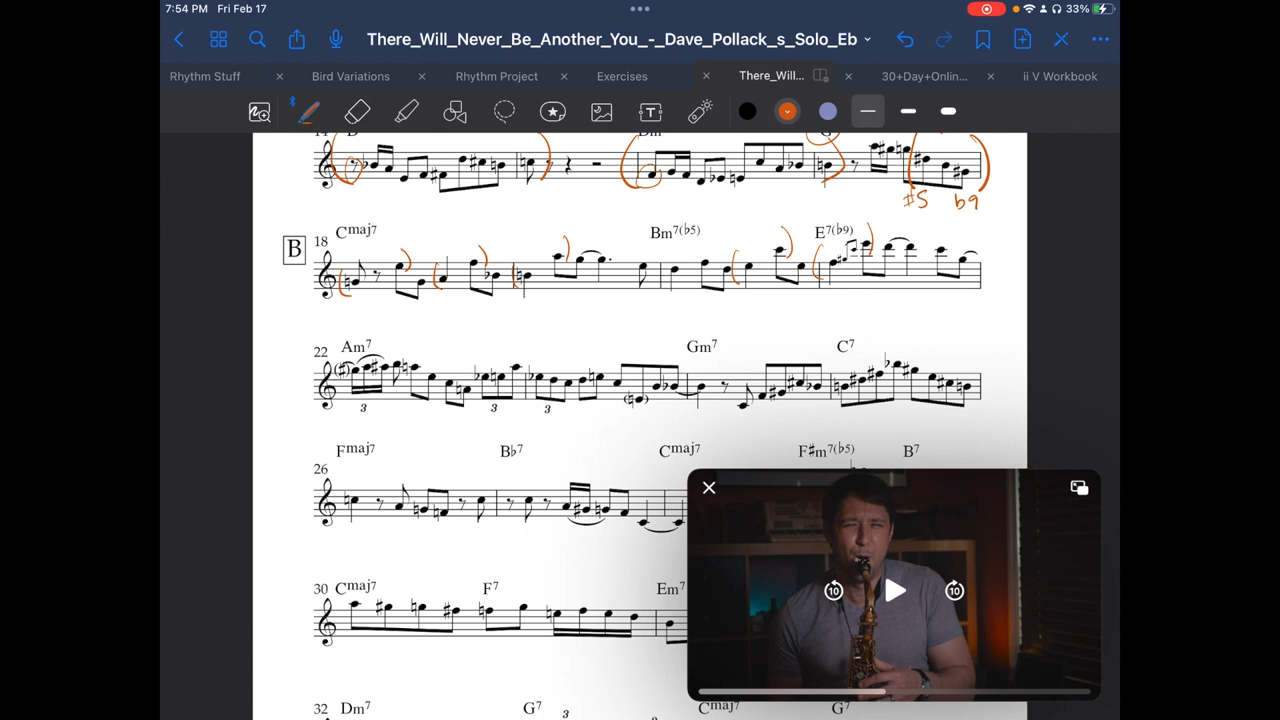 7:54 PM Fri Feb 17
33%
There_Will_Never_Be_Another_You_-_Dave_Pollack_s_Solo_Eb
Rhythm Stuff
Bird Variations
Rhythm Project
Exercises
There_Will...
30+Day+Onlin...
ii V Workbook
#5 b9
B
18 Cmaj7 Bm7(b5) E7(b9)
22 Am7 Gm7 C7
3 3 3
26 Fmaj7 Bb7 Cmaj7 F#m7(b5) B7
10 10
30 Cmaj7 F7 Em7
32 Dm7 G7 3 Cmaj7 G7